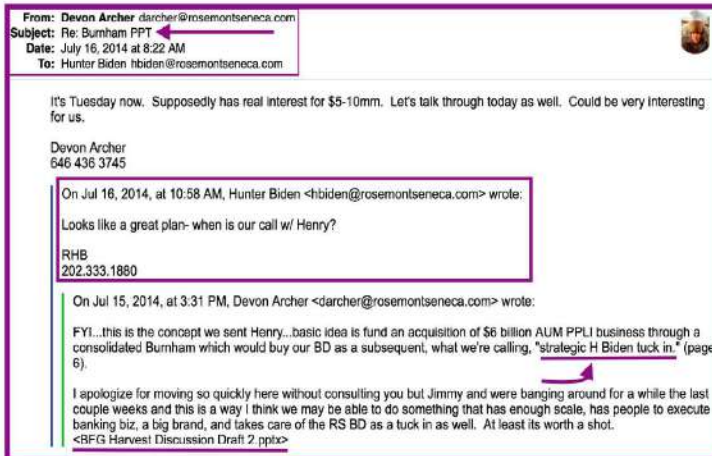 From: Devon Archer darcher@rosemontseneca.com
Subject: Re: Burnham PPT
Date: July 16, 2014 at 8:22 AM
To: Hunter Biden hbiden@rosemontseneca.com
It's Tuesday now. Supposedly has real interest for $5-10mm. Let's talk through today as well. Could be very interesting
for us.
Devon Archer
646 436 3745
On Jul 16, 2014, at 10:58 AM, Hunter Biden <hbiden@rosemontseneca.com> wrote:
Looks like a great plan- when is our call w/ Henry?
RHB
202.333.1880
On Jul 15, 2014, at 3:31 PM, Devon Archer <darcher@rosemontseneca.com> wrote:
FYI...this is the concept we sent Henry...basic idea is fund an acquisition of $6 billion AUM PPLI business through a
consolidated Burnham which would buy our BD as a subsequent, what we're calling, "strategic H Biden tuck in." (page
6).
I apologize for moving so quickly here without consulting you but Jimmy and were banging around for a while the last
couple weeks and this is a way I think we may be able to do something that has enough scale, has people to execute
banking biz, a big brand, and takes care of the RS BD as a tuck in as well. At least its worth a shot.
<BFG Harvest Discussion Draft 2.pptx>